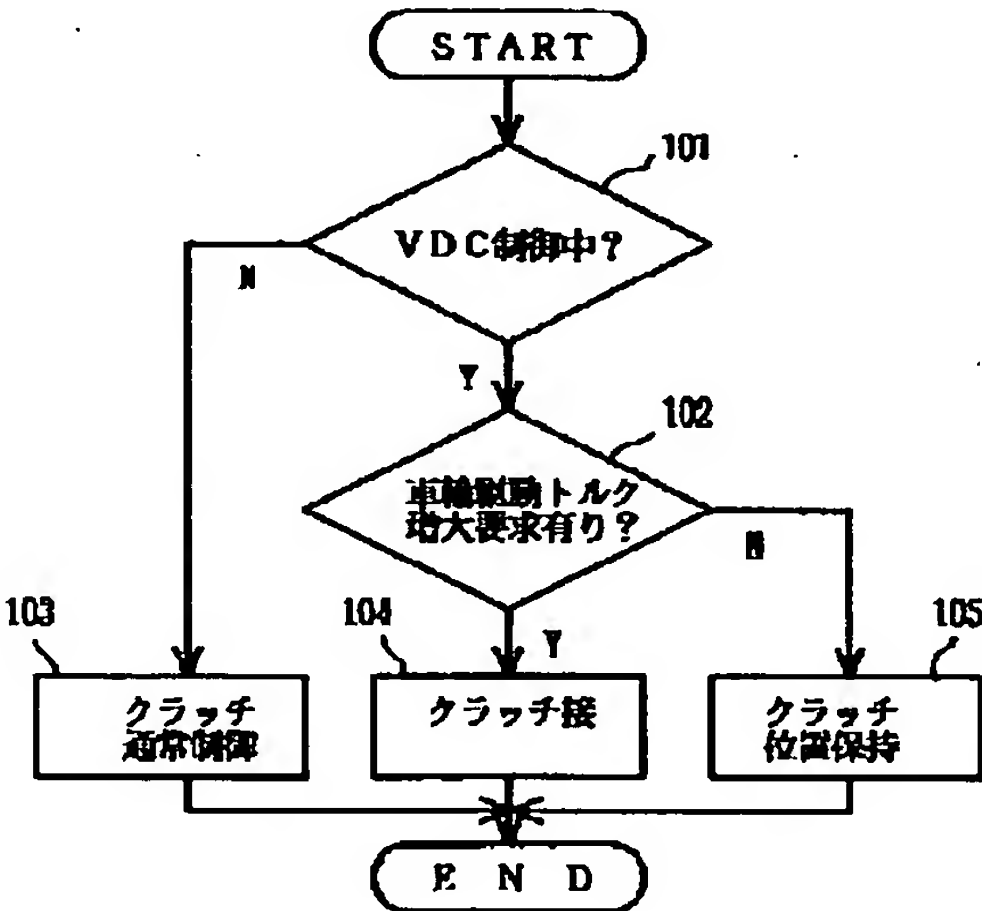 START
101
VDC制御中？
N
Y
102
車輪駆動トルク
増大要求有り？
N
103
104
Y
105
クラッチ
通常制御
クラッチ接
クラッチ
位置保持
END